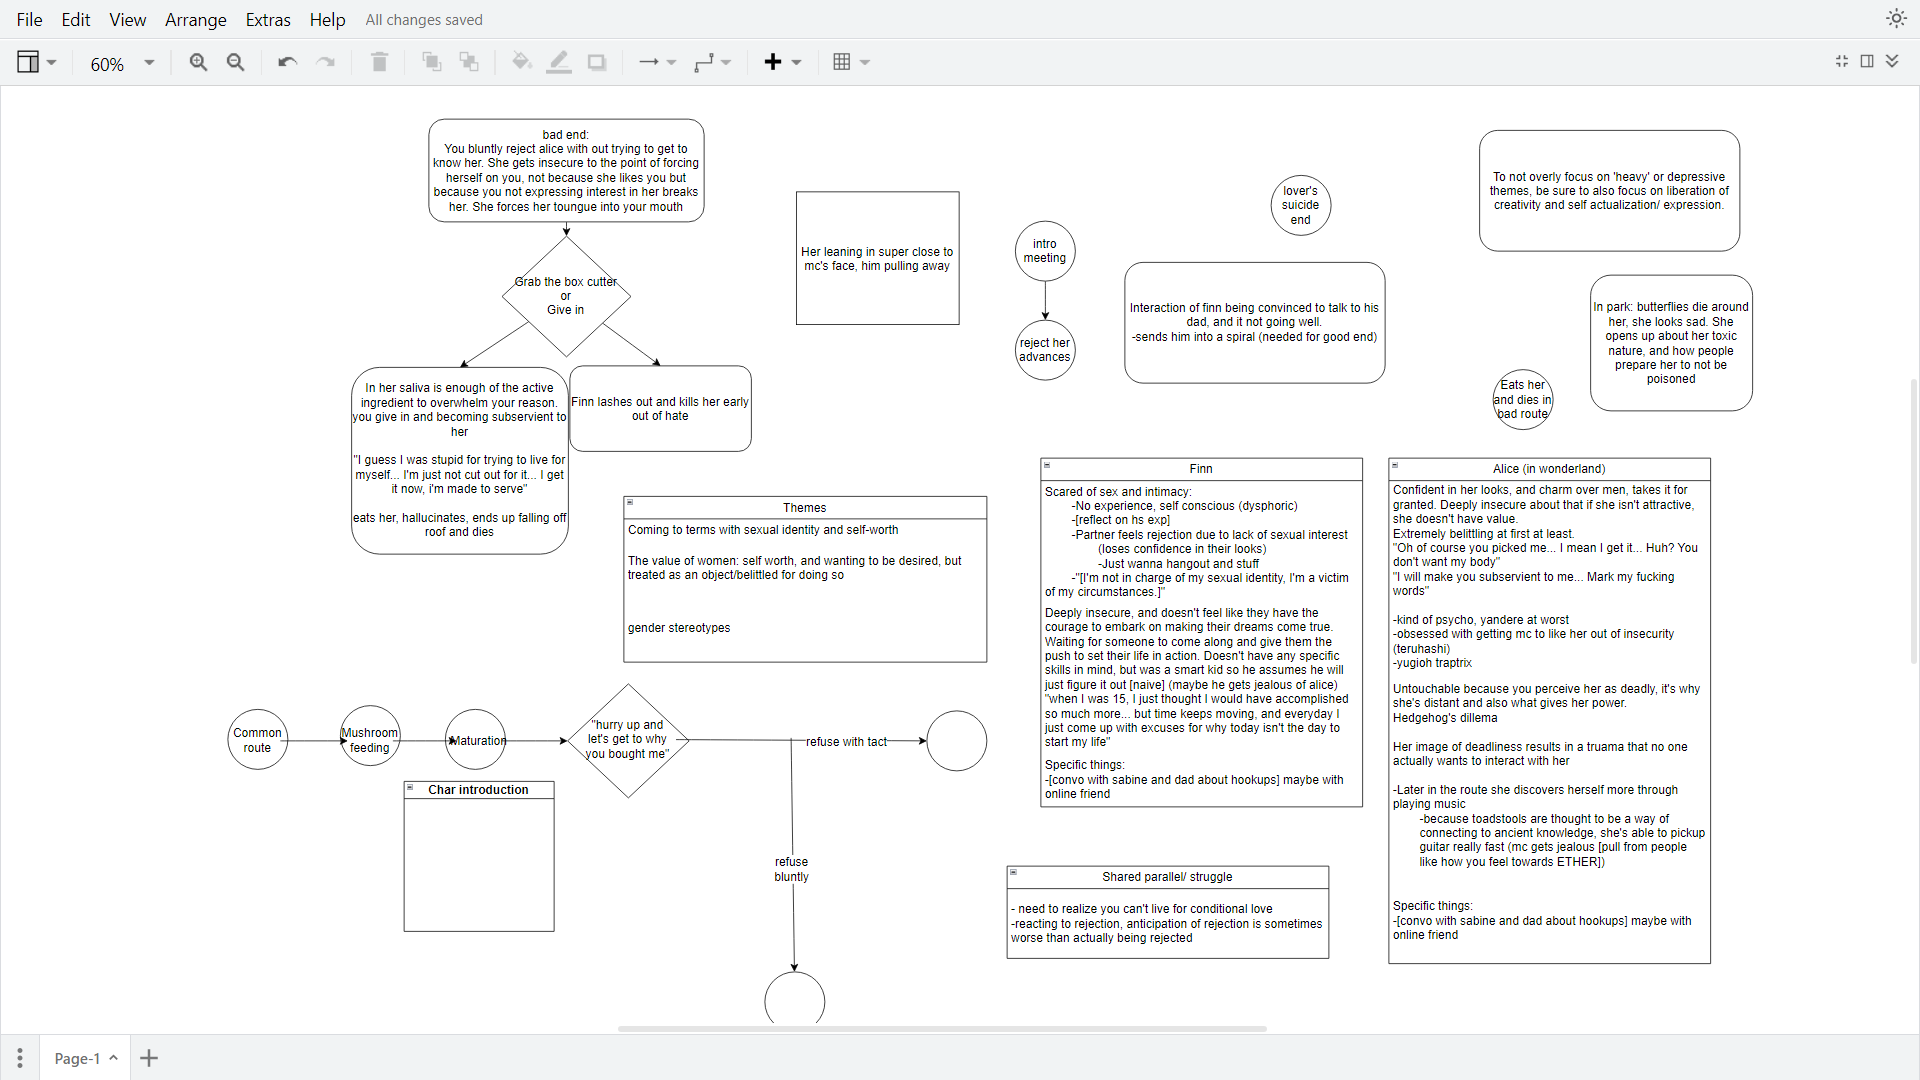 File Edit View Arrange Extras Help All changes saved
60%
bad end:
You bluntly reject alice with out trying to get to
know her. She gets insecure to the point of forcing
herself on you, not because she likes you but
because you not expressing interest in her breaks
her. She forces her toungue into your mouth
Grab the box cutter
or
Give in
In her saliva is enough of the active
ingredient to overwhelm your reason.
you give in and becoming subservient to
her
"I guess I was stupid for trying to live for
myself... I'm just not cut out for it... I get
it now, i'm made to serve"
eats her, hallucinates, ends up falling off
roof and dies
Finn lashes out and kills her early
out of hate
Her leaning in super close to
mc's face, him pulling away
intro
meeting
reject her
advances
lover's
suicide
end
Interaction of finn being convinced to talk to his
dad, and it not going well.
-sends him into a spiral (needed for good end)
To not overly focus on 'heavy' or depressive
themes, be sure to also focus on liberation of
creativity and self actualization/ expression.
In park: butterflies die around
her, she looks sad. She
opens up about her toxic
nature, and how people
prepare her to not be
poisoned
Eats her
and dies in
bad route
Themes
Coming to terms with sexual identity and self-worth
The value of women: self worth, and wanting to be desired, but
treated as an object/belittled for doing so
gender stereotypes
Finn
Scared of sex and intimacy:
-No experience, self conscious (dysphoric)
-[reflect on hs exp]
-Partner feels rejection due to lack of sexual interest
(loses confidence in their looks)
-Just wanna hangout and stuff
-"[I'm not in charge of my sexual identity, I'm a victim
of my circumstances.]"
Deeply insecure, and doesn't feel like they have the
courage to embark on making their dreams come true.
Waiting for someone to come along and give them the
push to set their life in action. Doesn't have any specific
skills in mind, but was a smart kid so he assumes he will
just figure it out [naive] (maybe he gets jealous of alice)
"when I was 15, I just thought I would have accomplished
so much more... but time keeps moving, and everyday I
just come up with excuses for why today isn't the day to
start my life"
Specific things:
-[convo with sabine and dad about hookups] maybe with
online friend
Alice (in wonderland)
Confident in her looks, and charm over men, takes it for
granted. Deeply insecure about that if she isn't attractive,
she doesn't have value.
Extremely belittling at first at least.
"Oh of course you picked me... I mean I get it... Huh? You
don't want my body"
"I will make you subservient to me... Mark my fucking
words"
-kind of psycho, yandere at worst
-obsessed with getting mc to like her out of insecurity
(teruhashi)
-yugioh traptrix
Untouchable because you perceive her as deadly, it's why
she's distant and also what gives her power.
Hedgehog's dillema
Her image of deadliness results in a truama that no one
actually wants to interact with her
-Later in the route she discovers herself more through
playing music
-because toadstools are thought to be a way of
connecting to ancient knowledge, she's able to pickup
guitar really fast (mc gets jealous [pull from people
like how you feel towards ETHER])
Specific things:
-[convo with sabine and dad about hookups] maybe with
online friend
Common
route
Mushroom
feeding
Maturation
"hurry up and
let's get to why
you bought me"
refuse with tact
refuse
bluntly
Char introduction
Shared parallel/ struggle
- need to realize you can't live for conditional love
-reacting to rejection, anticipation of rejection is sometimes
worse than actually being rejected
Page-1